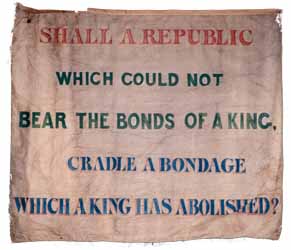 SHALL A REPUBLIC
WHICH COULD NOT
BEAR THE BONDS OF A KING,
CRADLE A BONDAGE
WHICH A KING HAS ABOLISHED?